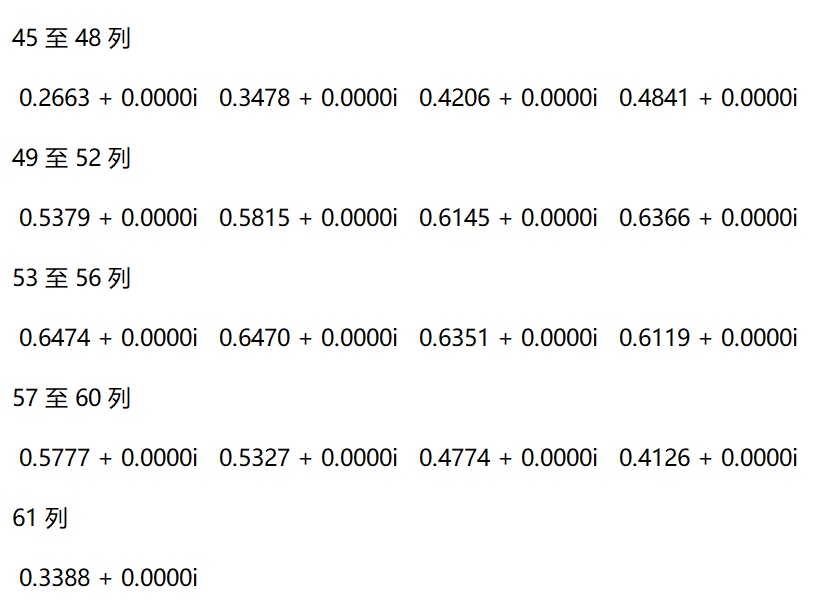 45 至 48 列
0.2663 + 0.0000i 0.3478 + 0.0000i 0.4206 + 0.0000i 0.4841 + 0.0000i
49 至 52 列
0.5379 + 0.0000i 0.5815 + 0.0000i 0.6145 + 0.0000i 0.6366 + 0.0000i
53 至 56 列
0.6474 + 0.0000i 0.6470 + 0.0000i 0.6351 + 0.0000i 0.6119 + 0.0000i
57 至 60 列
0.5777 + 0.0000i 0.5327 + 0.0000i 0.4774 + 0.0000i 0.4126 + 0.0000i
61 列
0.3388 + 0.0000i